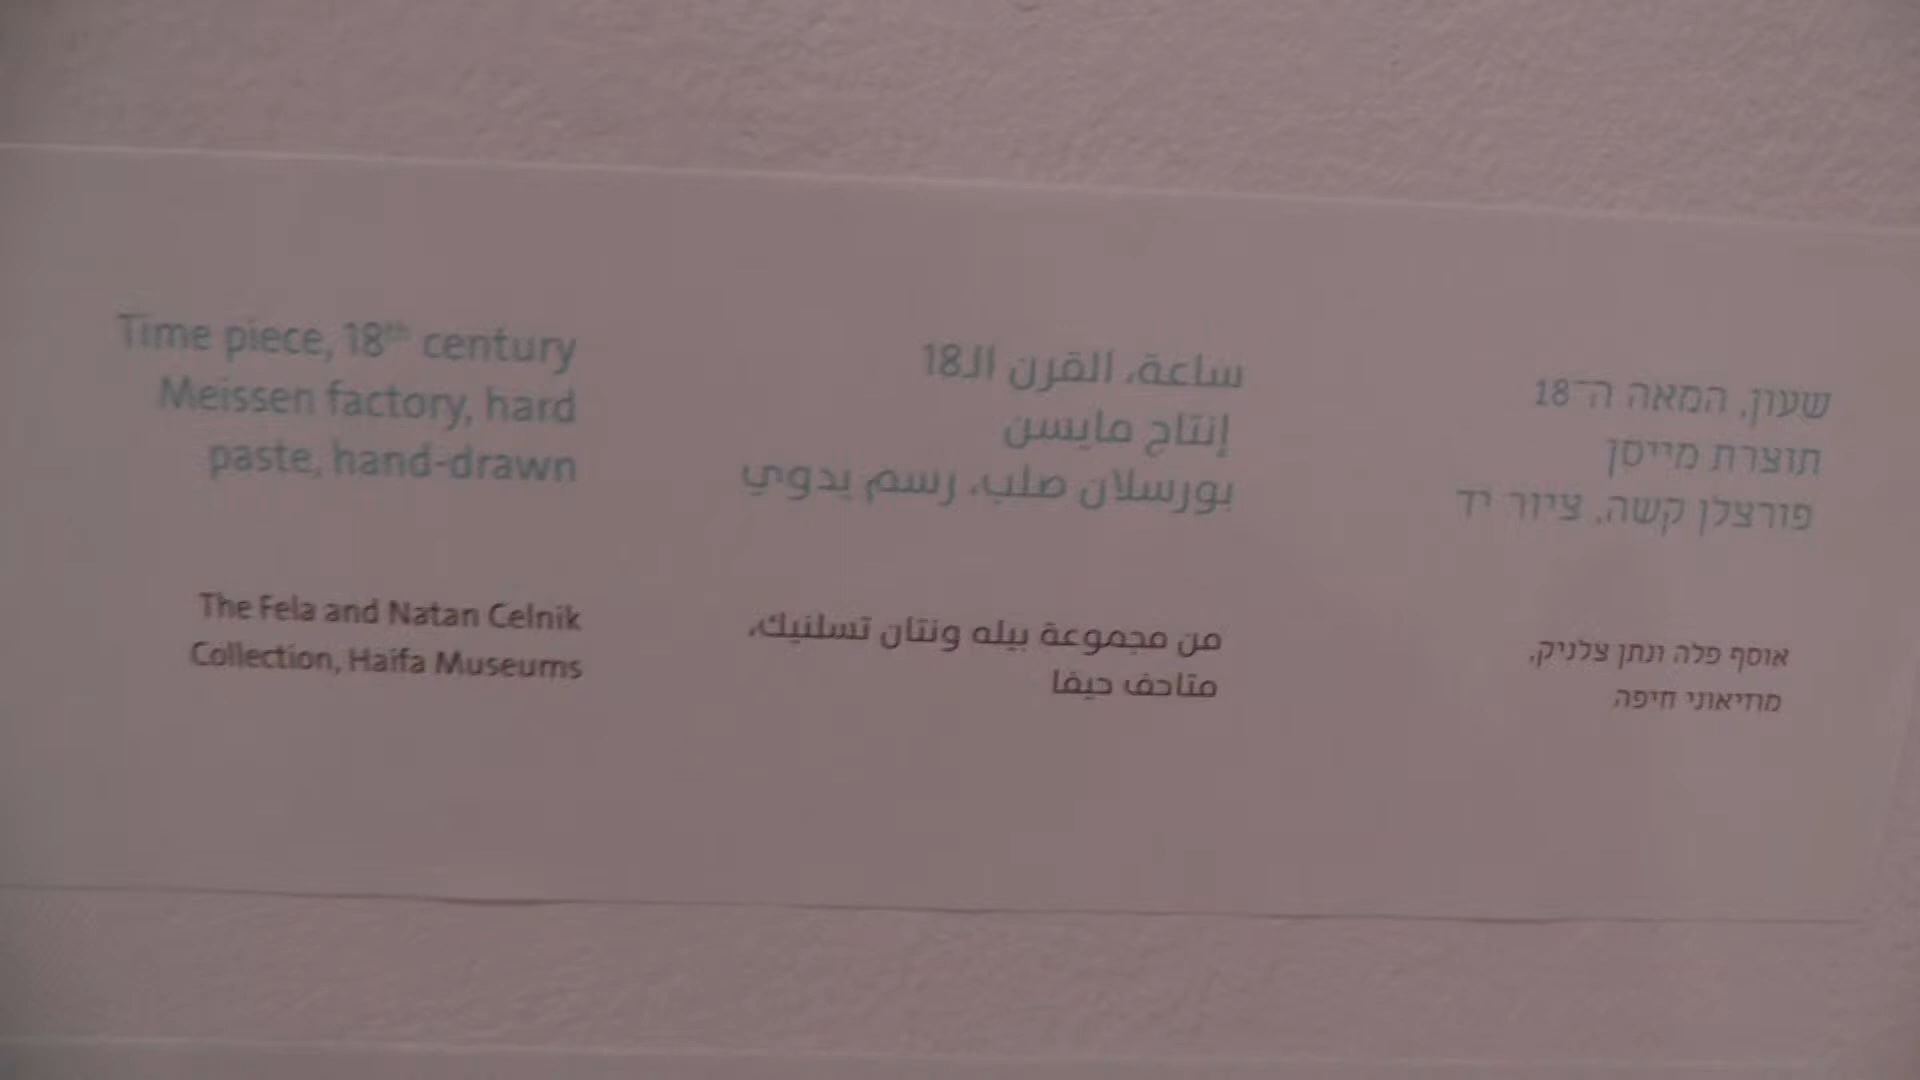 Time piece, 18th century
Meissen factory, hard
paste, hand-drawn
The Fela and Natan Celnik
Collection, Haifa Museums
ساعة، القرن الـ18
إنتاج مايسن
بورسلان صلب، رسم يدوي
من مجموعة بيله ونتان تسلنيك،
متاحف حيفا
שעון, המאה ה־18
תוצרת מייסן
פורצלן קשה, ציור יד
אוסף פלה ונתן צלניק,
מוזיאוני חיפה